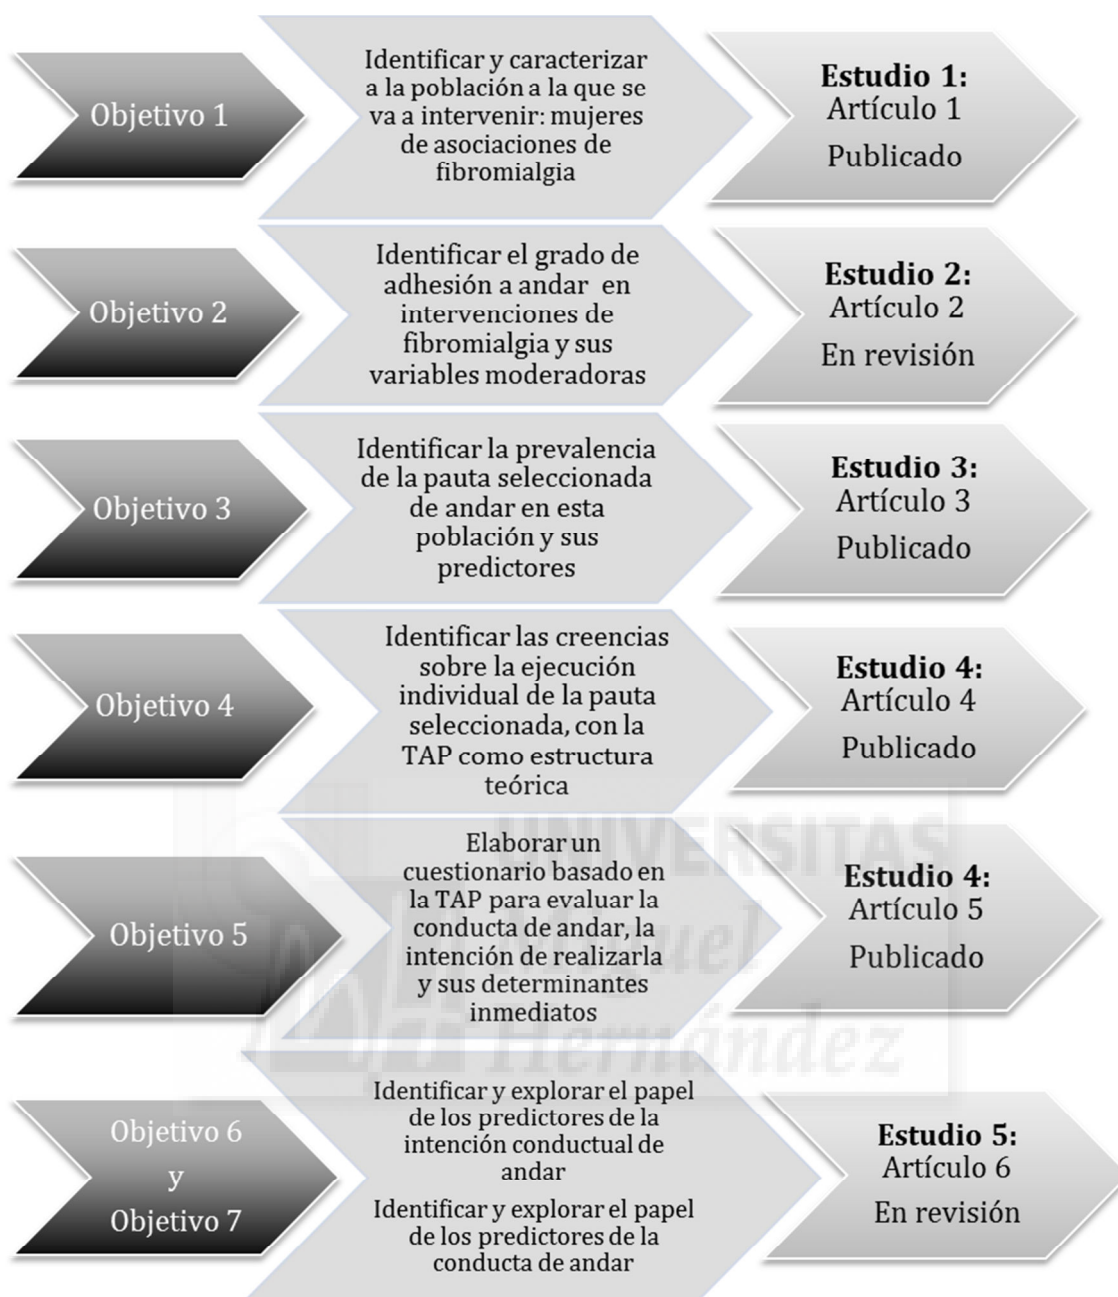 Objetivo 1
Identificar y caracterizar
a la población a la que se
va a intervenir: mujeres
de asociaciones de
fibromialgia
Estudio 1:
Artículo 1
Publicado
Objetivo 2
Identificar el grado de
adhesión a andar en
intervenciones de
fibromialgia y sus
variables moderadoras
Estudio 2:
Artículo 2
En revisión
Objetivo 3
Identificar la prevalencia
de la pauta seleccionada
de andar en esta
población y sus
predictores
Estudio 3:
Artículo 3
Publicado
Objetivo 4
Identificar las creencias
sobre la ejecución
individual de la pauta
seleccionada, con la
TAP como estructura
teórica
Estudio 4:
Artículo 4
Publicado
Objetivo 5
Elaborar un
cuestionario basado en
la TAP para evaluar la
conducta de andar, la
intención de realizarla
y sus determinantes
inmediatos
Estudio 4:
Artículo 5
Publicado
Objetivo 6
y
Objetivo 7
Identificar y explorar el papel
de los predictores de la
intención conductual de
andar
Identificar y explorar el papel
de los predictores de la
conducta de andar
Estudio 5:
Artículo 6
En revisión
UNIVERSITAS
Miguel
Hernández